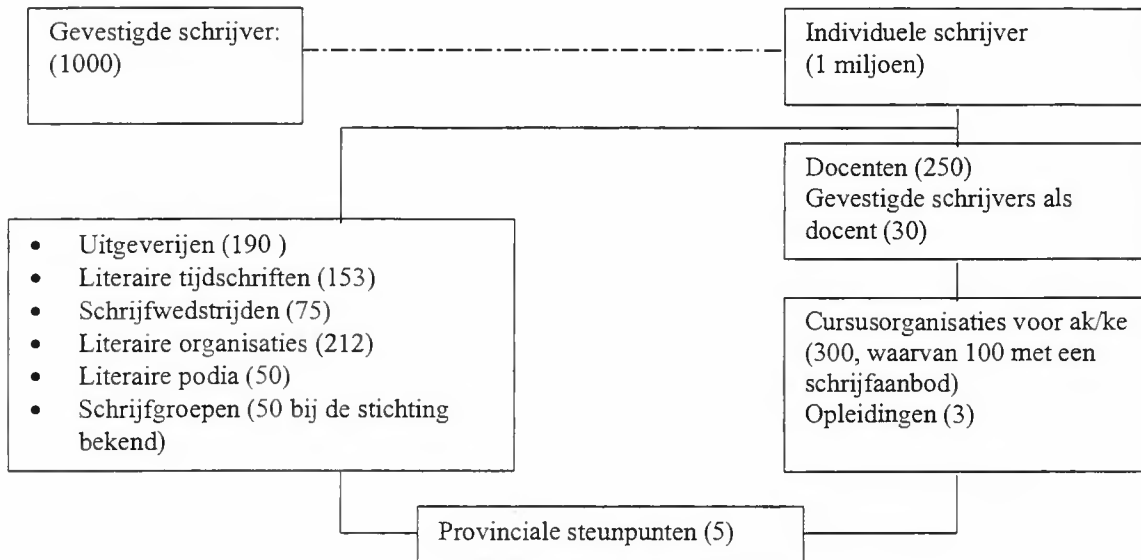 Gevestigde schrijver:
(1000)
Individuele schrijver
(1 miljoen)
Docenten (250)
Gevestigde schrijvers als
docent (30)
• Uitgeverijen (190 )
• Literaire tijdschriften (153)
• Schrijfwedstrijden (75)
• Literaire organisaties (212)
• Literaire podia (50)
• Schrijfgroepen (50 bij de stichting
bekend)
Cursusorganisaties voor ak/ke
(300, waarvan 100 met een
schrijfaanbod)
Opleidingen (3)
Provinciale steunpunten (5)